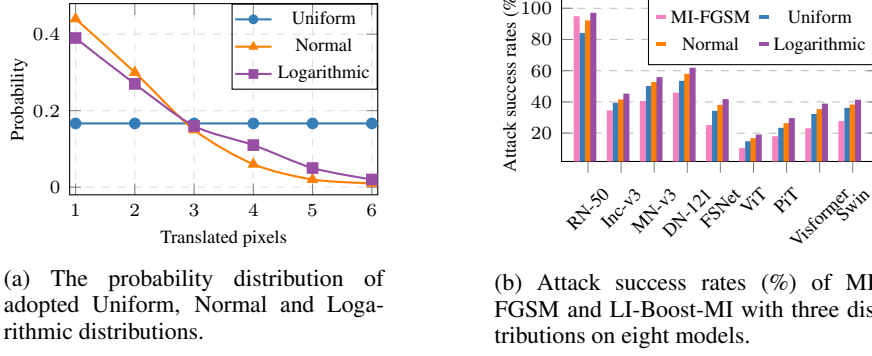 Probability
0.4
0.2
0
1 2 3 4 5 6
Translated pixels
Uniform
Normal
Logarithmic
(a) The probability distribution of
adopted Uniform, Normal and Loga-
rithmic distributions.
Attack success rates (%)
100
80
60
40
20
MI-FGSM Uniform
Normal Logarithmic
RN-50 Inc-v3 MN-v3 DN-121 FSNet ViT PiT Visformer Swin
(b) Attack success rates (%) of MI
FGSM and LI-Boost-MI with three dis
tributions on eight models.